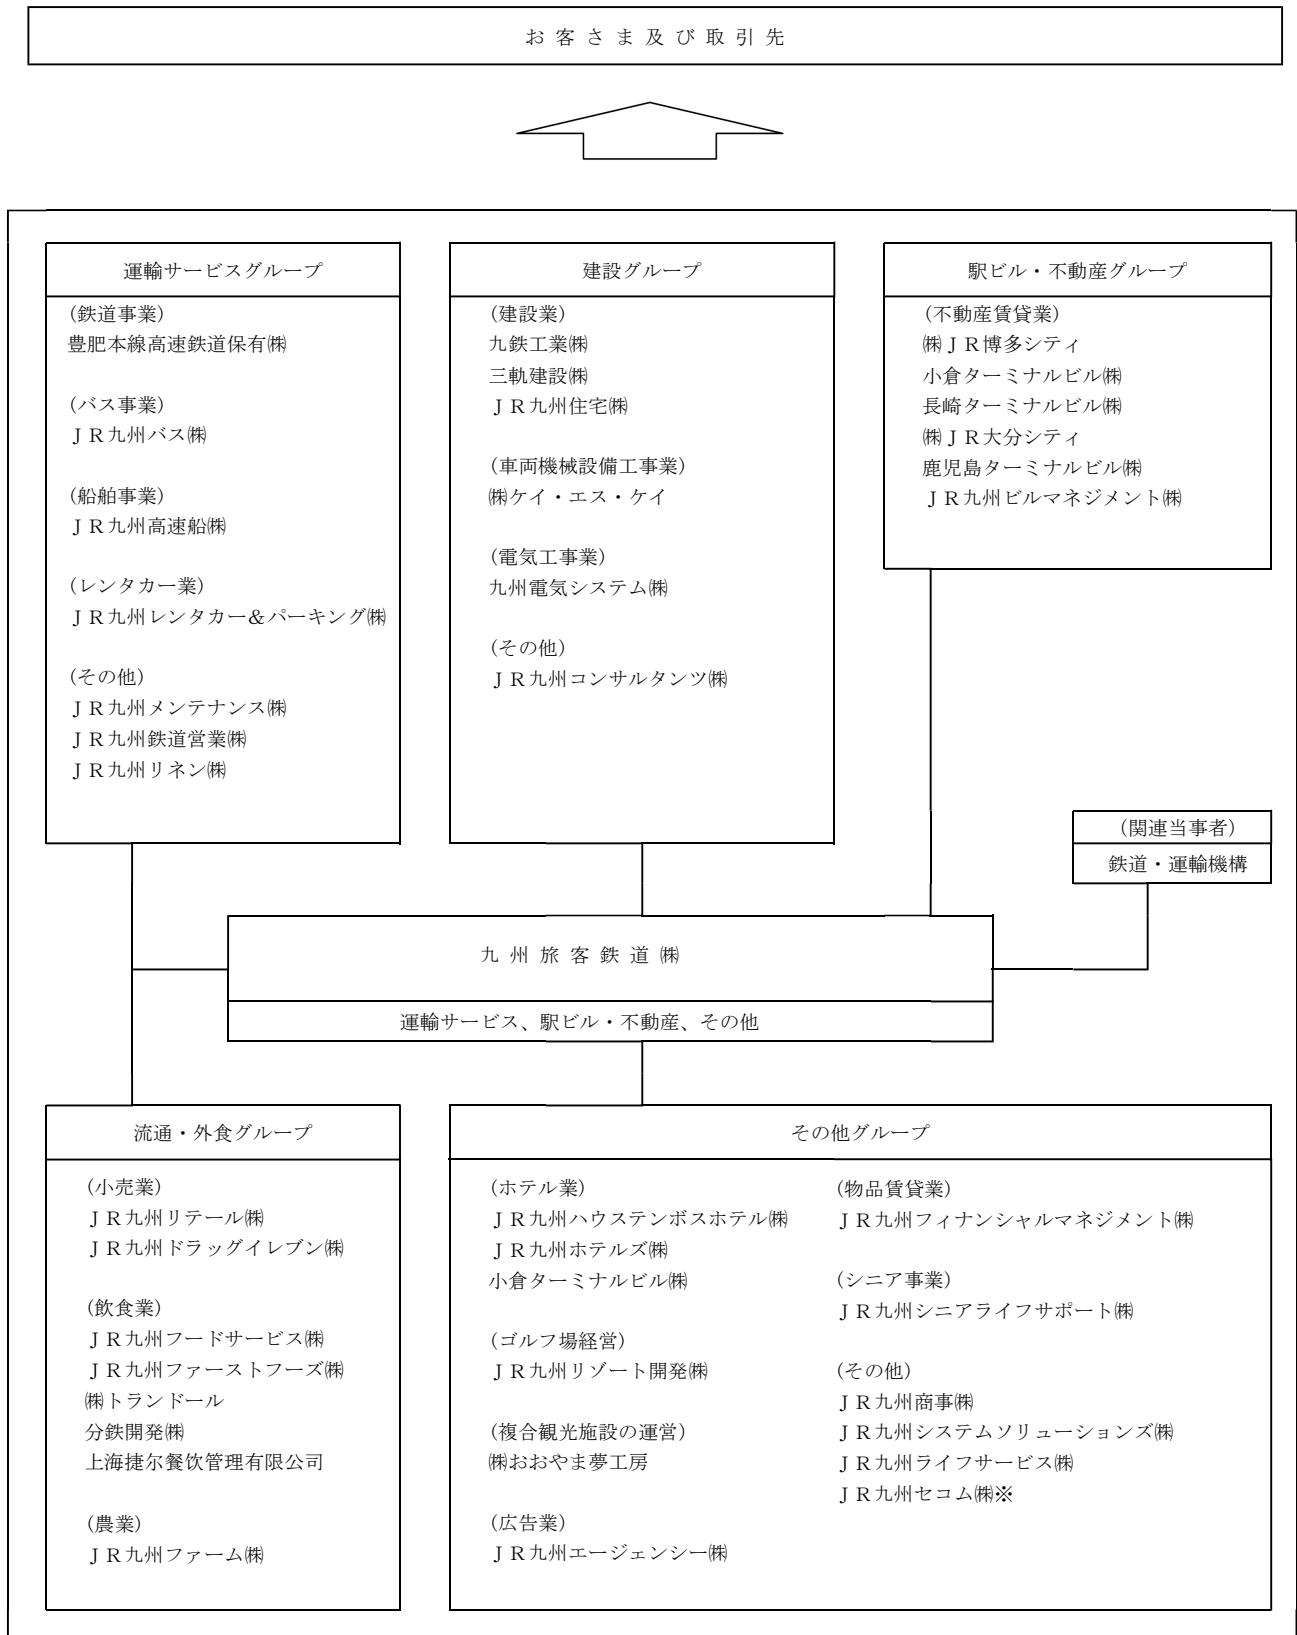 お客さま及び取引先
運輸サービスグループ
(鉄道事業)
豊肥本線高速鉄道保有㈱
(バス事業)
ＪＲ九州バス㈱
(船舶事業)
ＪＲ九州高速船㈱
(レンタカー業)
ＪＲ九州レンタカー&パーキング㈱
(その他)
ＪＲ九州メンテナンス㈱
ＪＲ九州鉄道営業㈱
ＪＲ九州リネン㈱
建設グループ
(建設業)
九鉄工業㈱
三軌建設㈱
ＪＲ九州住宅㈱
(車両機械設備工事業)
㈱ケイ・エス・ケイ
(電気工事業)
九州電気システム㈱
(その他)
ＪＲ九州コンサルタンツ㈱
駅ビル・不動産グループ
(不動産賃貸業)
㈱ＪＲ博多シティ
小倉ターミナルビル㈱
長崎ターミナルビル㈱
㈱ＪＲ大分シティ
鹿児島ターミナルビル㈱
ＪＲ九州ビルマネジメント㈱
(関連当事者)
鉄道・運輸機構
九州旅客鉄道㈱
運輸サービス、駅ビル・不動産、その他
流通・外食グループ
(小売業)
ＪＲ九州リテール㈱
ＪＲ九州ドラッグイレブン㈱
(飲食業)
ＪＲ九州フードサービス㈱
ＪＲ九州ファーストフーズ㈱
㈱トランドール
分鉄開発㈱
上海捷尔餐饮管理有限公司
(農業)
ＪＲ九州ファーム㈱
その他グループ
(ホテル業)
ＪＲ九州ハウステンボスホテル㈱
ＪＲ九州ホテルズ㈱
小倉ターミナルビル㈱
(ゴルフ場経営)
ＪＲ九州リゾート開発㈱
(複合観光施設の運営)
㈱おおやま夢工房
(広告業)
ＪＲ九州エージェンシー㈱
(物品賃貸業)
ＪＲ九州フィナンシャルマネジメント㈱
(シニア事業)
ＪＲ九州シニアライフサポート㈱
(その他)
ＪＲ九州商事㈱
ＪＲ九州システムソリューションズ㈱
ＪＲ九州ライフサービス㈱
ＪＲ九州セコム㈱※